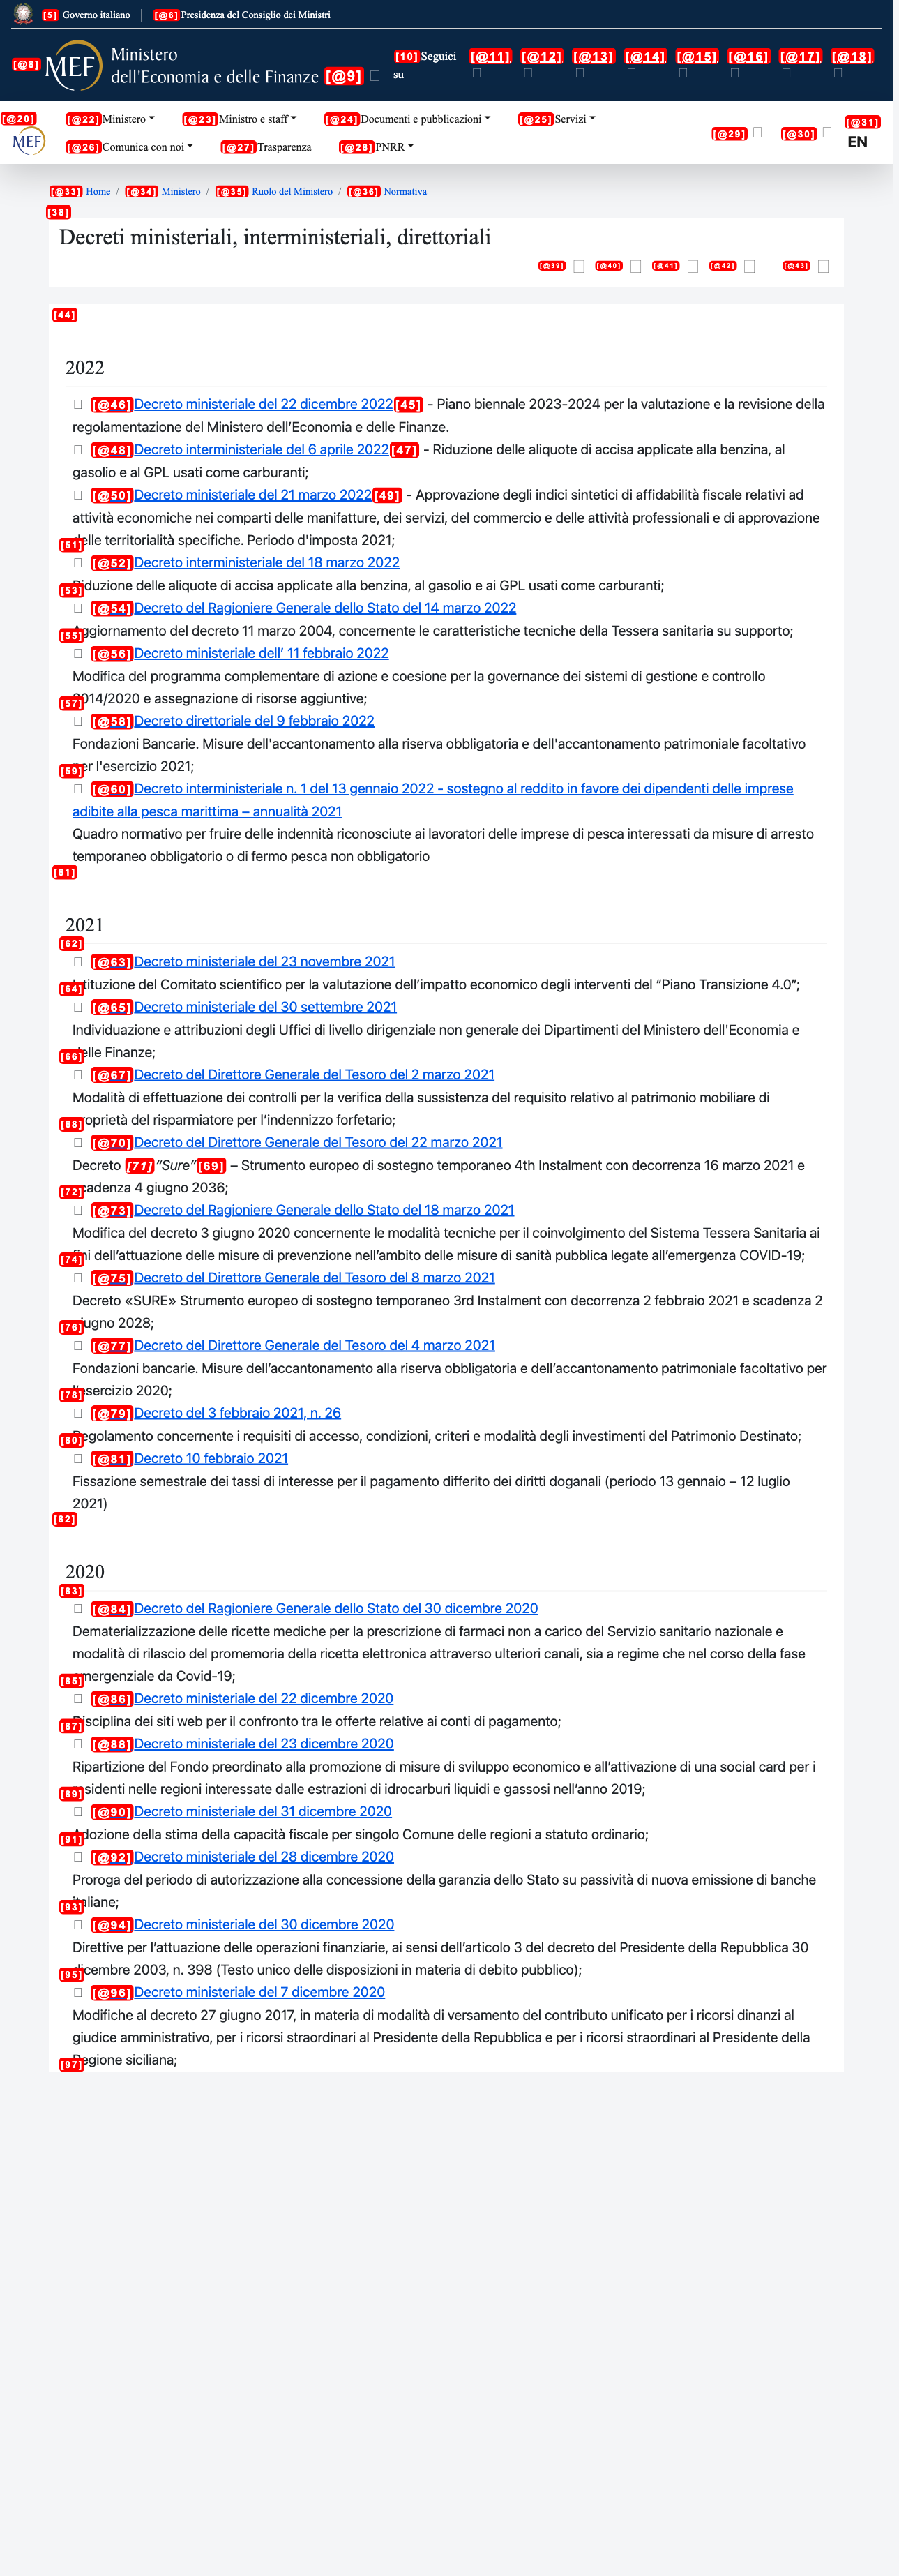 [5] Governo italiano | [@6] Presidenza del Consiglio dei Ministri
[@8] MEF Ministero dell'Economia e delle Finanze [@9] [10] Seguici su [@11] [@12] [@13] [@14] [@15] [@16] [@17] [@18]
[@20] MEF [@22] Ministero [@23] Ministro e staff [@24] Documenti e pubblicazioni [@25] Servizi
[@26] Comunica con noi [@27] Trasparenza [@28] PNRR [@29] [@30] [@31] EN
[@33] Home / [@34] Ministero / [@35] Ruolo del Ministero / [@36] Normativa
[38]
Decreti ministeriali, interministeriali, direttoriali
[@39] [@40] [@41] [@42] [@43]
[44]
2022
[@46] Decreto ministeriale del 22 dicembre 2022 [45] - Piano biennale 2023-2024 per la valutazione e la revisione della
regolamentazione del Ministero dell’Economia e delle Finanze.
[@48] Decreto interministeriale del 6 aprile 2022 [47] - Riduzione delle aliquote di accisa applicate alla benzina, al
gasolio e al GPL usati come carburanti;
[@50] Decreto ministeriale del 21 marzo 2022 [49] - Approvazione degli indici sintetici di affidabilità fiscale relativi ad
attività economiche nei comparti delle manifatture, dei servizi, del commercio e delle attività professionali e di approvazione
delle territorialità specifiche. Periodo d'imposta 2021;
[51]
[@52] Decreto interministeriale del 18 marzo 2022
Riduzione delle aliquote di accisa applicate alla benzina, al gasolio e ai GPL usati come carburanti;
[53]
[@54] Decreto del Ragioniere Generale dello Stato del 14 marzo 2022
Aggiornamento del decreto 11 marzo 2004, concernente le caratteristiche tecniche della Tessera sanitaria su supporto;
[55]
[@56] Decreto ministeriale dell’ 11 febbraio 2022
Modifica del programma complementare di azione e coesione per la governance dei sistemi di gestione e controllo
2014/2020 e assegnazione di risorse aggiuntive;
[57]
[@58] Decreto direttoriale del 9 febbraio 2022
Fondazioni Bancarie. Misure dell'accantonamento alla riserva obbligatoria e dell'accantonamento patrimoniale facoltativo
per l'esercizio 2021;
[59]
[@60] Decreto interministeriale n. 1 del 13 gennaio 2022 - sostegno al reddito in favore dei dipendenti delle imprese
adibite alla pesca marittima – annualità 2021
Quadro normativo per fruire delle indennità riconosciute ai lavoratori delle imprese di pesca interessati da misure di arresto
temporaneo obbligatorio o di fermo pesca non obbligatorio
[61]
2021
[62]
[@63] Decreto ministeriale del 23 novembre 2021
Istituzione del Comitato scientifico per la valutazione dell’impatto economico degli interventi del “Piano Transizione 4.0”;
[64]
[@65] Decreto ministeriale del 30 settembre 2021
Individuazione e attribuzioni degli Uffici di livello dirigenziale non generale dei Dipartimenti del Ministero dell'Economia e
delle Finanze;
[66]
[@67] Decreto del Direttore Generale del Tesoro del 2 marzo 2021
Modalità di effettuazione dei controlli per la verifica della sussistenza del requisito relativo al patrimonio mobiliare di
proprietà del risparmiatore per l’indennizzo forfetario;
[68]
[@70] Decreto del Direttore Generale del Tesoro del 22 marzo 2021
Decreto [71] “Sure” [69] – Strumento europeo di sostegno temporaneo 4th Instalment con decorrenza 16 marzo 2021 e
scadenza 4 giugno 2036;
[72]
[@73] Decreto del Ragioniere Generale dello Stato del 18 marzo 2021
Modifica del decreto 3 giugno 2020 concernente le modalità tecniche per il coinvolgimento del Sistema Tessera Sanitaria ai
fini dell’attuazione delle misure di prevenzione nell’ambito delle misure di sanità pubblica legate all’emergenza COVID-19;
[74]
[@75] Decreto del Direttore Generale del Tesoro del 8 marzo 2021
Decreto «SURE» Strumento europeo di sostegno temporaneo 3rd Instalment con decorrenza 2 febbraio 2021 e scadenza 2
giugno 2028;
[76]
[@77] Decreto del Direttore Generale del Tesoro del 4 marzo 2021
Fondazioni bancarie. Misure dell’accantonamento alla riserva obbligatoria e dell’accantonamento patrimoniale facoltativo per
l’esercizio 2020;
[78]
[@79] Decreto del 3 febbraio 2021, n. 26
Regolamento concernente i requisiti di accesso, condizioni, criteri e modalità degli investimenti del Patrimonio Destinato;
[80]
[@81] Decreto 10 febbraio 2021
Fissazione semestrale dei tassi di interesse per il pagamento differito dei diritti doganali (periodo 13 gennaio – 12 luglio
2021)
[82]
2020
[83]
[@84] Decreto del Ragioniere Generale dello Stato del 30 dicembre 2020
Dematerializzazione delle ricette mediche per la prescrizione di farmaci non a carico del Servizio sanitario nazionale e
modalità di rilascio del promemoria della ricetta elettronica attraverso ulteriori canali, sia a regime che nel corso della fase
emergenziale da Covid-19;
[85]
[@86] Decreto ministeriale del 22 dicembre 2020
Disciplina dei siti web per il confronto tra le offerte relative ai conti di pagamento;
[87]
[@88] Decreto ministeriale del 23 dicembre 2020
Ripartizione del Fondo preordinato alla promozione di misure di sviluppo economico e all’attivazione di una social card per i
residenti nelle regioni interessate dalle estrazioni di idrocarburi liquidi e gassosi nell’anno 2019;
[89]
[@90] Decreto ministeriale del 31 dicembre 2020
Adozione della stima della capacità fiscale per singolo Comune delle regioni a statuto ordinario;
[91]
[@92] Decreto ministeriale del 28 dicembre 2020
Proroga del periodo di autorizzazione alla concessione della garanzia dello Stato su passività di nuova emissione di banche
italiane;
[93]
[@94] Decreto ministeriale del 30 dicembre 2020
Direttive per l’attuazione delle operazioni finanziarie, ai sensi dell’articolo 3 del decreto del Presidente della Repubblica 30
dicembre 2003, n. 398 (Testo unico delle disposizioni in materia di debito pubblico);
[95]
[@96] Decreto ministeriale del 7 dicembre 2020
Modifiche al decreto 27 giugno 2017, in materia di modalità di versamento del contributo unificato per i ricorsi dinanzi al
giudice amministrativo, per i ricorsi straordinari al Presidente della Repubblica e per i ricorsi straordinari al Presidente della
Regione siciliana;
[97]